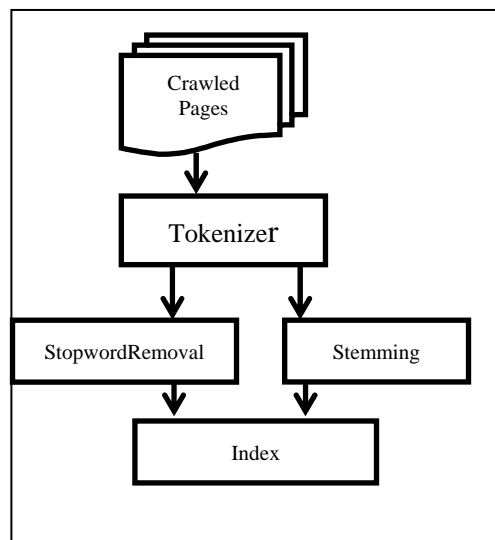 Crawled
Pages
Tokenizer
StopwordRemoval
Stemming
Index